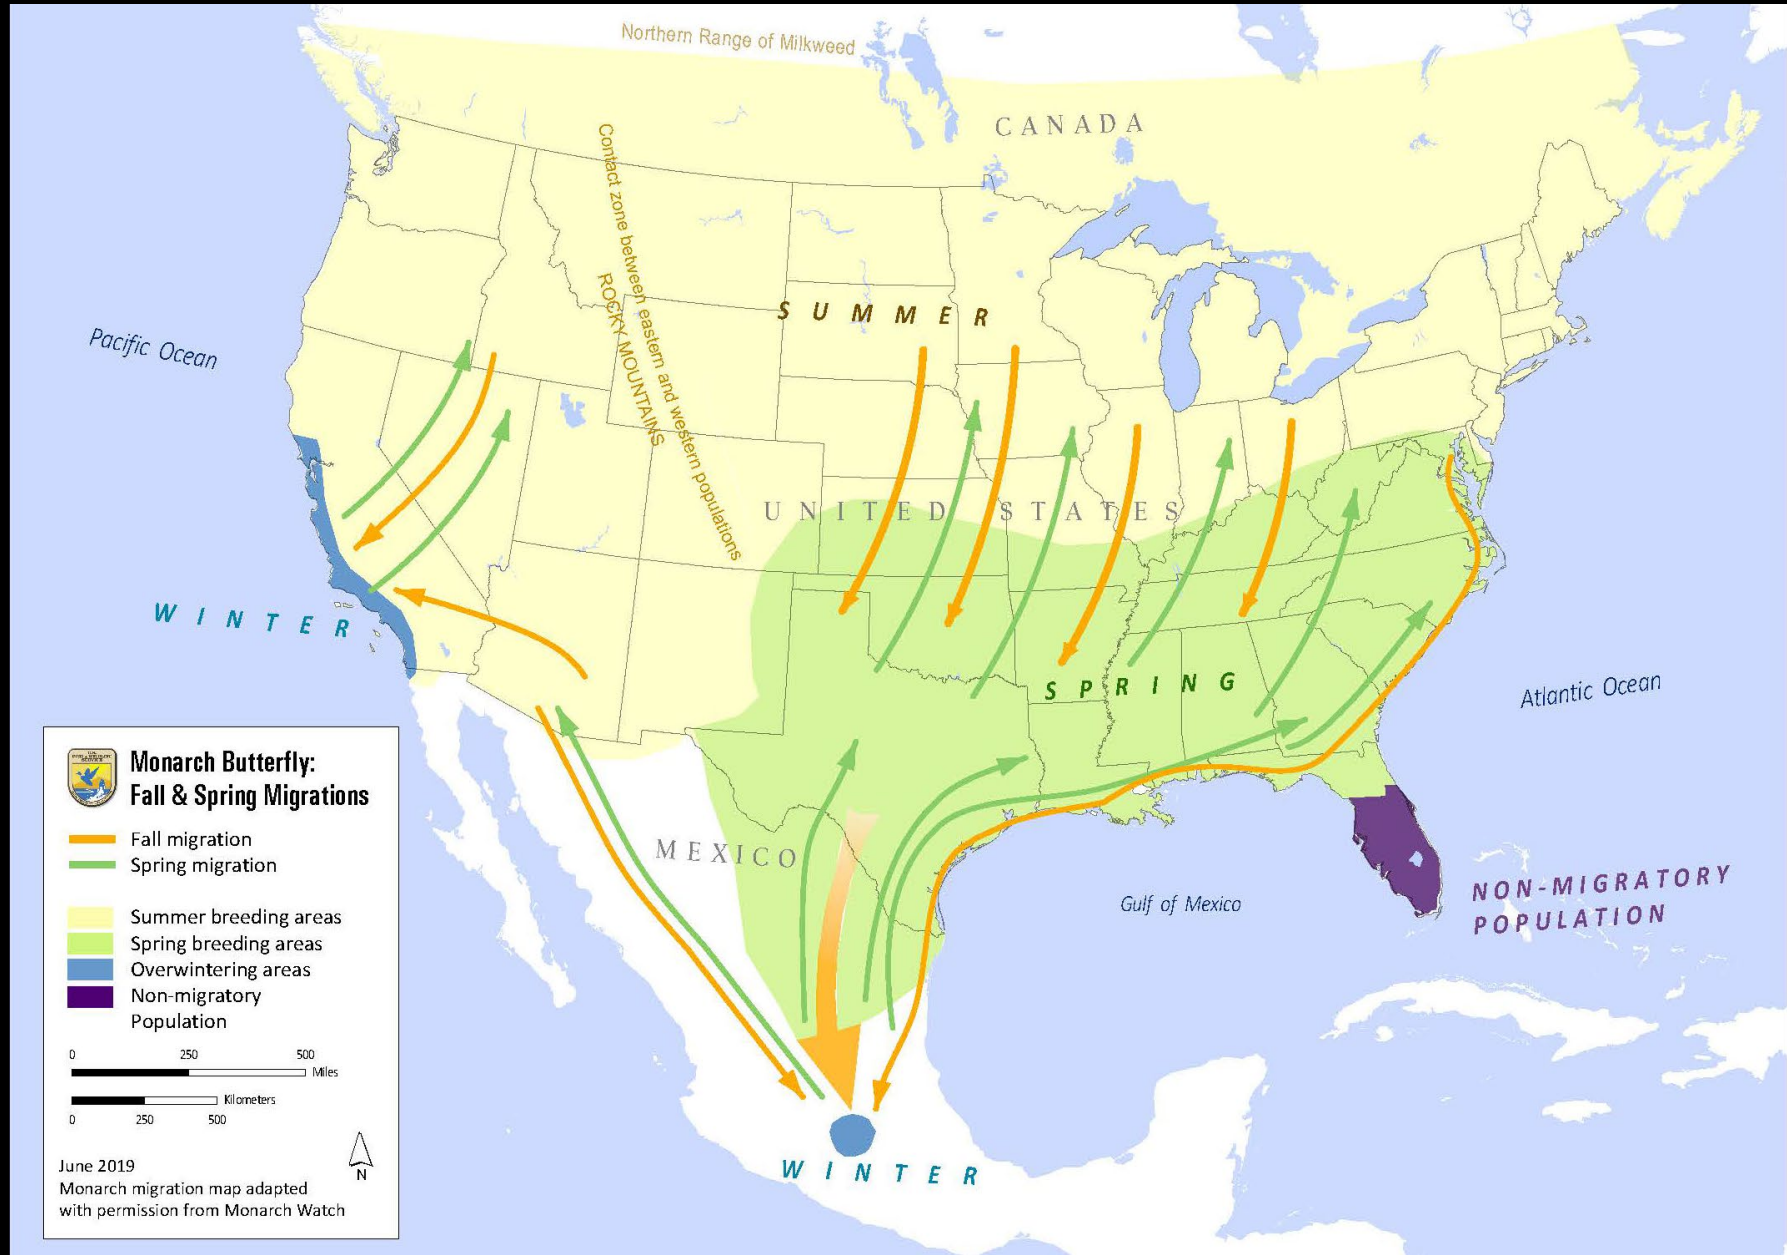 Northern Range of Milkweed
CANADA
Contact zone between eastern and western populations
ROCKY MOUNTAINS
SUMMER
Pacific Ocean
UNITED STATES
WINTER
SPRING
Atlantic Ocean
MEXICO
Gulf of Mexico
NON-MIGRATORY
POPULATION
WINTER
Monarch Butterfly:
Fall & Spring Migrations
Fall migration
Spring migration
Summer breeding areas
Spring breeding areas
Overwintering areas
Non-migratory
Population
0 250 500
Miles
Kilometers
0 250 500
N
June 2019
Monarch migration map adapted
with permission from Monarch Watch